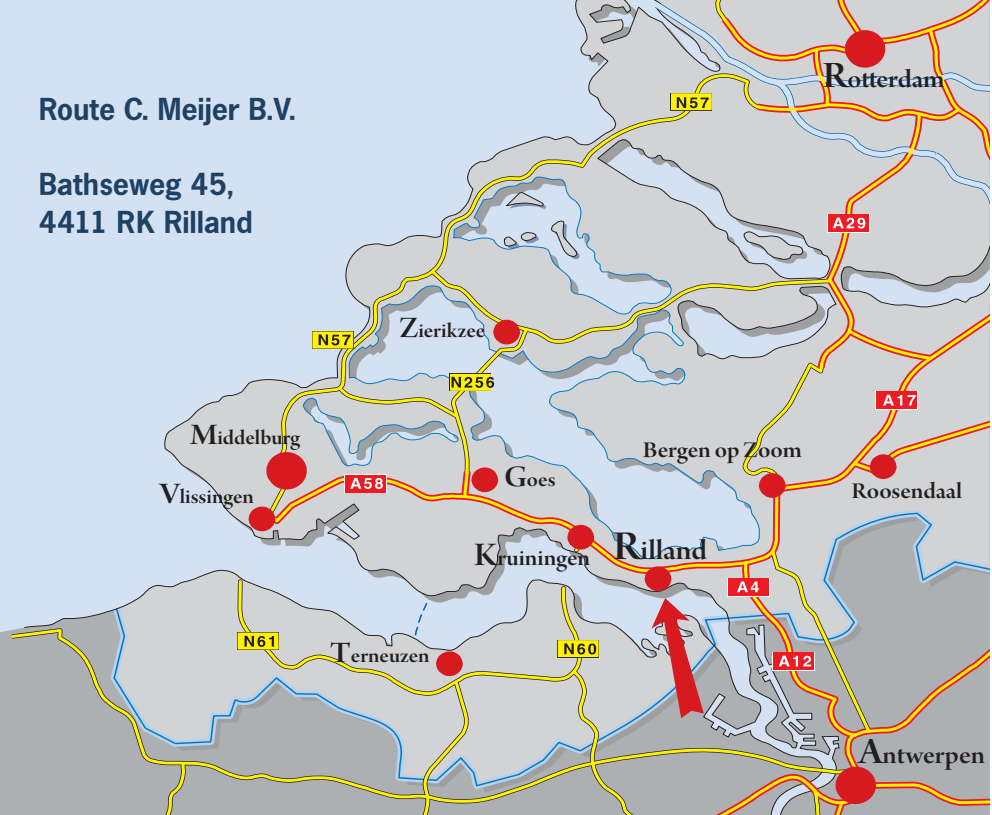 Rotterdam
N57
Route C. Meijer B.V.
Bathseweg 45,
4411 RK Rilland
A29
Zierikzee
N57
N256
A17
Middelburg
Bergen op Zoom
Goes
A58
Vlissingen
Roosendaal
Kruiningen
Rilland
A4
N61
N60
Terneuzen
A12
Antwerpen